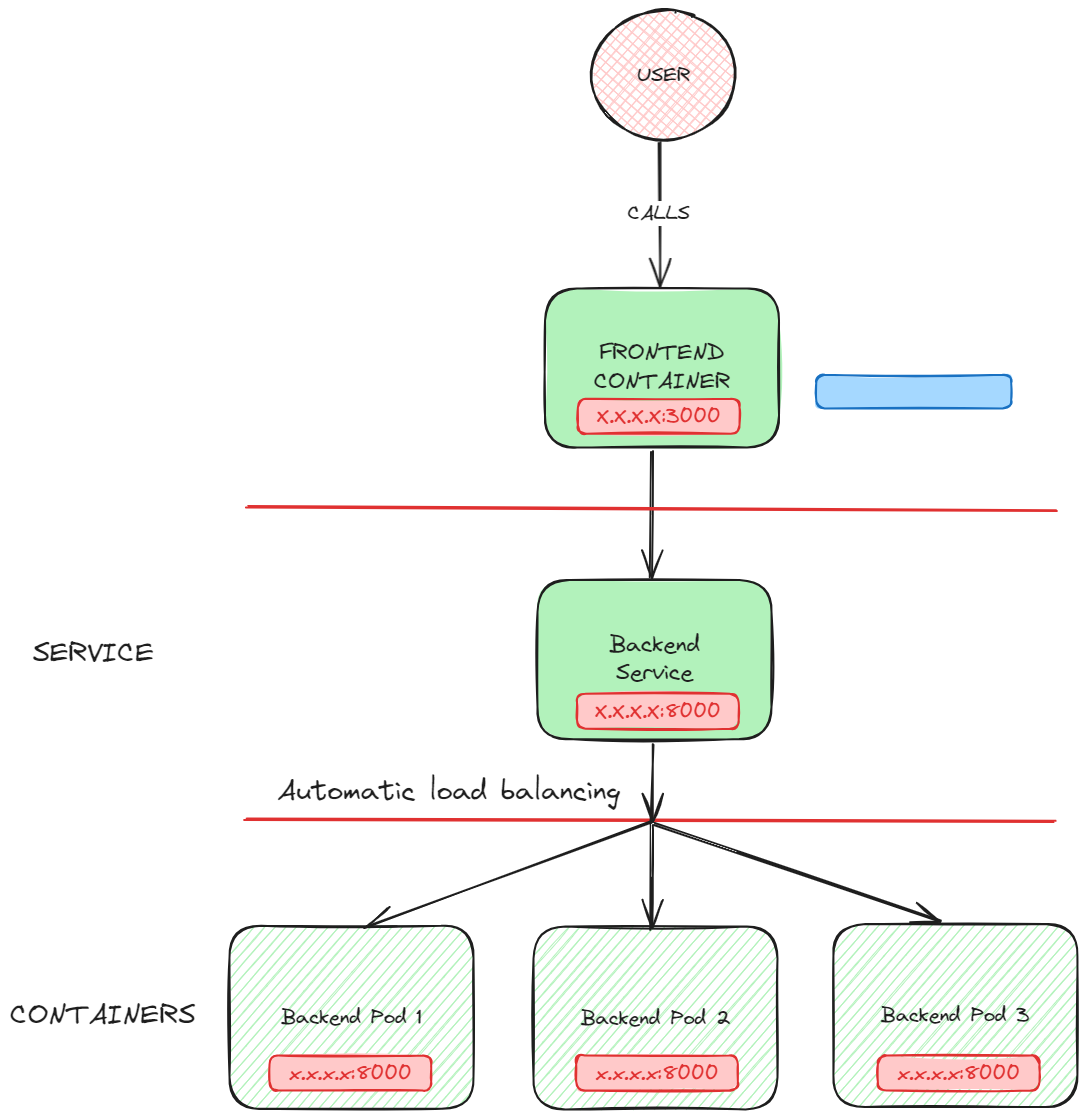 USER
CALLS
FRONTEND
CONTAINER
x.x.x.x:3000
SERVICE
Backend
Service
x.x.x.x:8000
Automatic load balancing
CONTAINERS
Backend Pod 1
x.x.x.x:8000
Backend Pod 2
x.x.x.x:8000
Backend Pod 3
x.x.x.x:8000